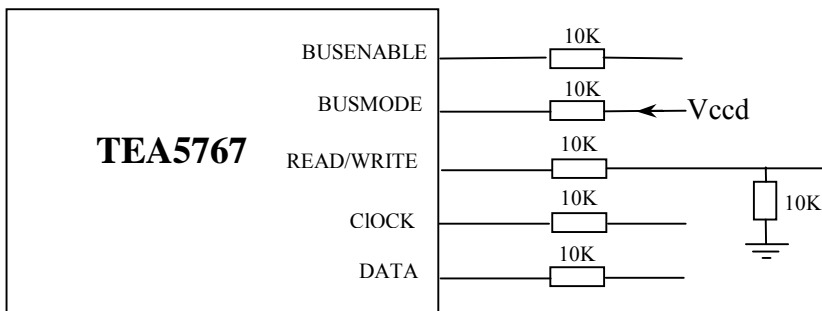 10K
BUSENABLE
10K
BUSMODE
Vccd
TEA5767
10K
READ/WRITE
10K
10K
ClOCK
10K
DATA